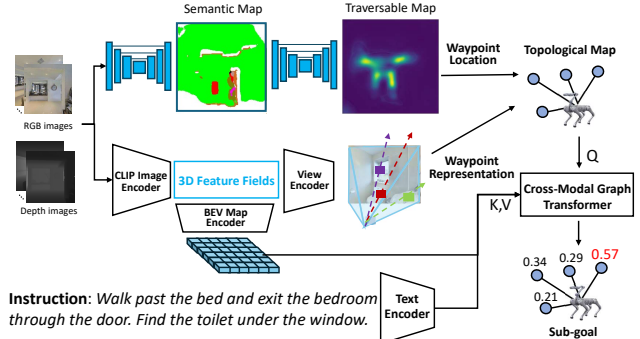 Semantic Map
Traversable Map
Waypoint
Location
Topological Map
RGB images
Depth images
CLIP Image
Encoder
3D Feature Fields
View
Encoder
BEV Map
Encoder
Waypoint
Representation
Q
K,V
Cross-Modal Graph
Transformer
0.34
0.29
0.57
0.21
Sub-goal
Text
Encoder
Instruction: Walk past the bed and exit the bedroom
through the door. Find the toilet under the window.